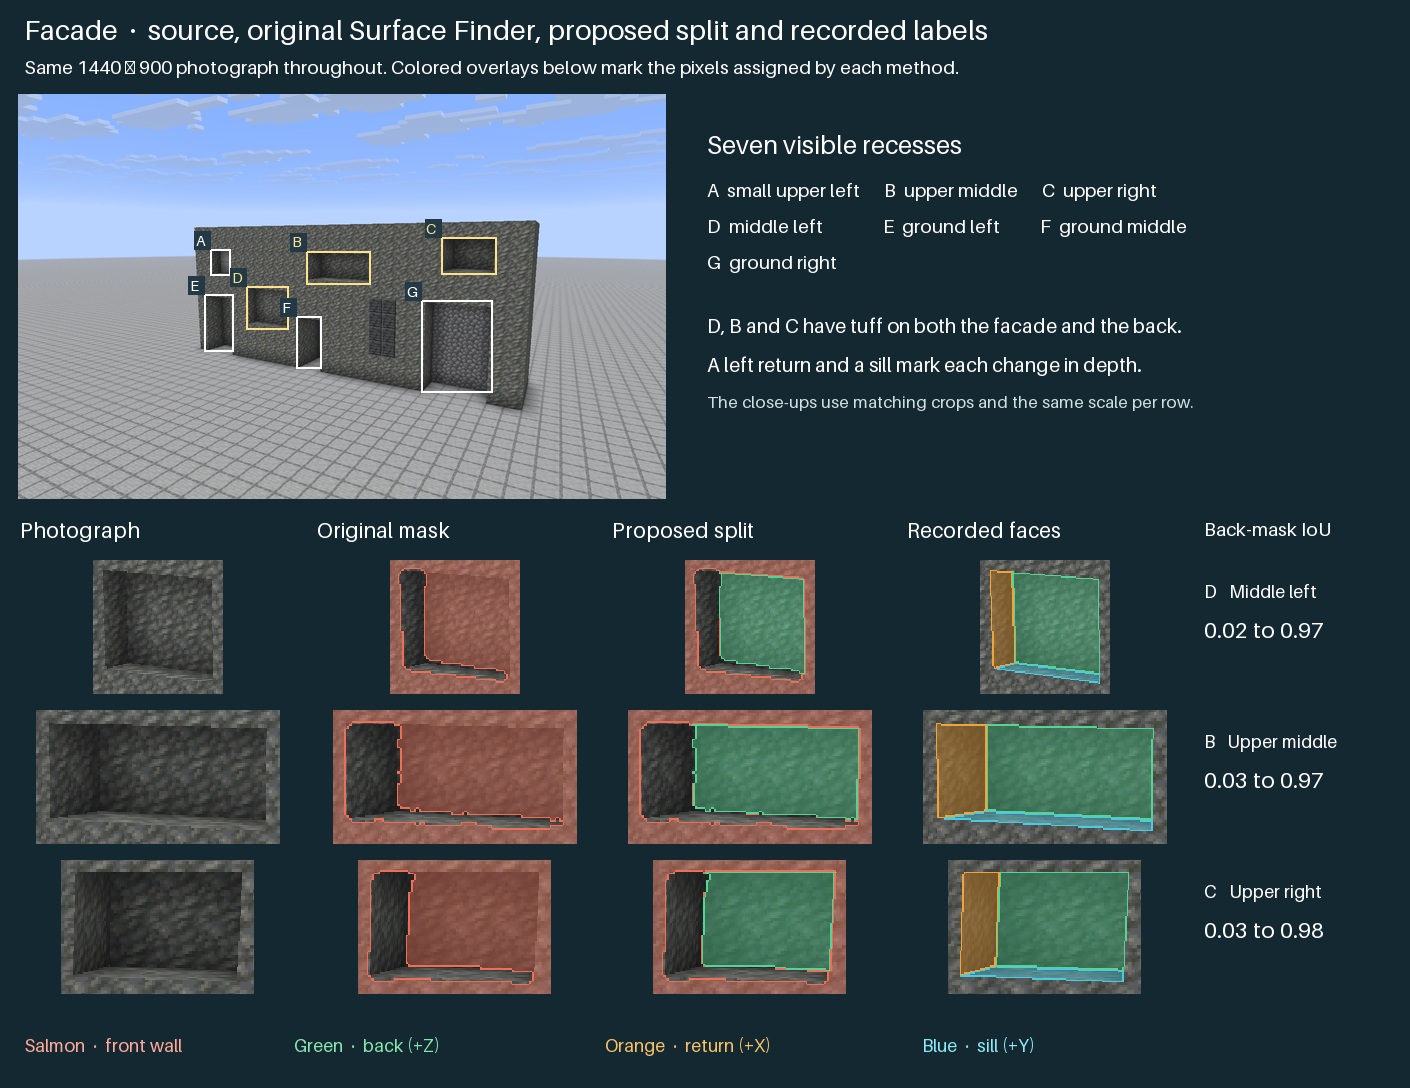 Facade · source, original Surface Finder, proposed split and recorded labels
Same 1440 900 photograph throughout. Colored overlays below mark the pixels assigned by each method.
A
B
C
D
E
F
G
Seven visible recesses
A small upper left B upper middle C upper right
D middle left E ground left F ground middle
G ground right
D, B and C have tuff on both the facade and the back.
A left return and a sill mark each change in depth.
The close-ups use matching crops and the same scale per row.
Photograph Original mask Proposed split Recorded faces Back-mask IoU
D Middle left
0.02 to 0.97
B Upper middle
0.03 to 0.97
C Upper right
0.03 to 0.98
Salmon · front wall Green · back (+Z) Orange · return (+X) Blue · sill (+Y)